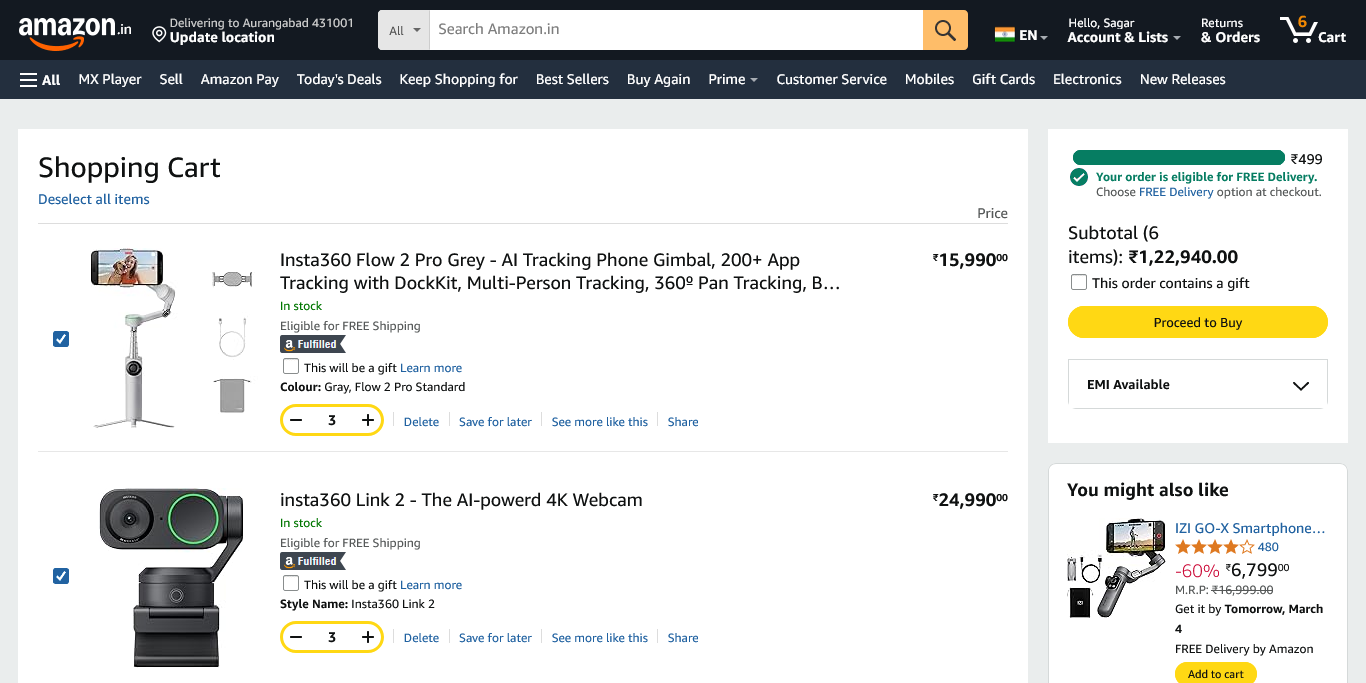 amazon.in
Delivering to Aurangabad 431001
Update location
All
Search Amazon.in
EN
Hello, Sagar
Account & Lists
Returns
& Orders
6
Cart
All
MX Player
Sell
Amazon Pay
Today's Deals
Keep Shopping for
Best Sellers
Buy Again
Prime
Customer Service
Mobiles
Gift Cards
Electronics
New Releases
Shopping Cart
Deselect all items
Price
Insta360 Flow 2 Pro Grey - AI Tracking Phone Gimbal, 200+ App
Tracking with DockKit, Multi-Person Tracking, 360º Pan Tracking, B…
₹15,990⁰⁰
In stock
Eligible for FREE Shipping
a Fulfilled
This will be a gift Learn more
Colour: Gray, Flow 2 Pro Standard
− 3 +
Delete
Save for later
See more like this
Share
insta360 Link 2 - The AI-powerd 4K Webcam
₹24,990⁰⁰
In stock
Eligible for FREE Shipping
a Fulfilled
This will be a gift Learn more
Style Name: Insta360 Link 2
− 3 +
Delete
Save for later
See more like this
Share
₹499
Your order is eligible for FREE Delivery.
Choose FREE Delivery option at checkout.
Subtotal (6
items): ₹1,22,940.00
This order contains a gift
Proceed to Buy
EMI Available
You might also like
IZI GO-X Smartphone…
480
-60% ₹6,799⁰⁰
M.R.P: ₹16,999.00
Get it by Tomorrow, March
4
FREE Delivery by Amazon
Add to cart